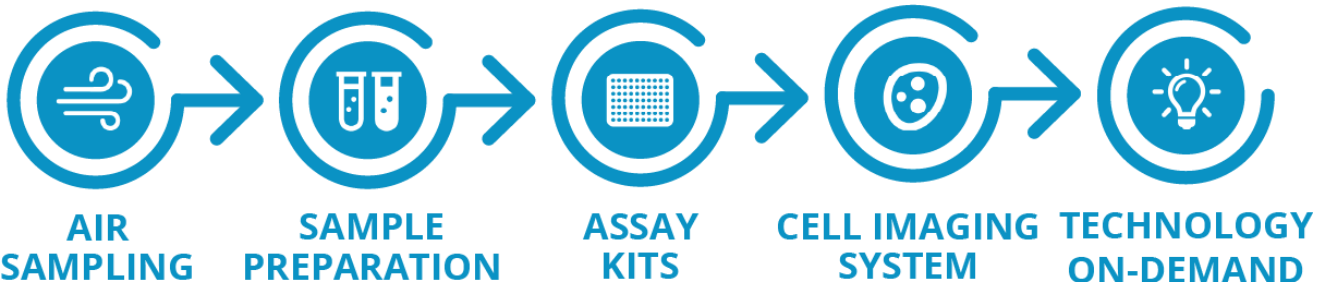 AIR
SAMPLING
SAMPLE
PREPARATION
ASSAY
KITS
CELL IMAGING
SYSTEM
TECHNOLOGY
ON-DEMAND